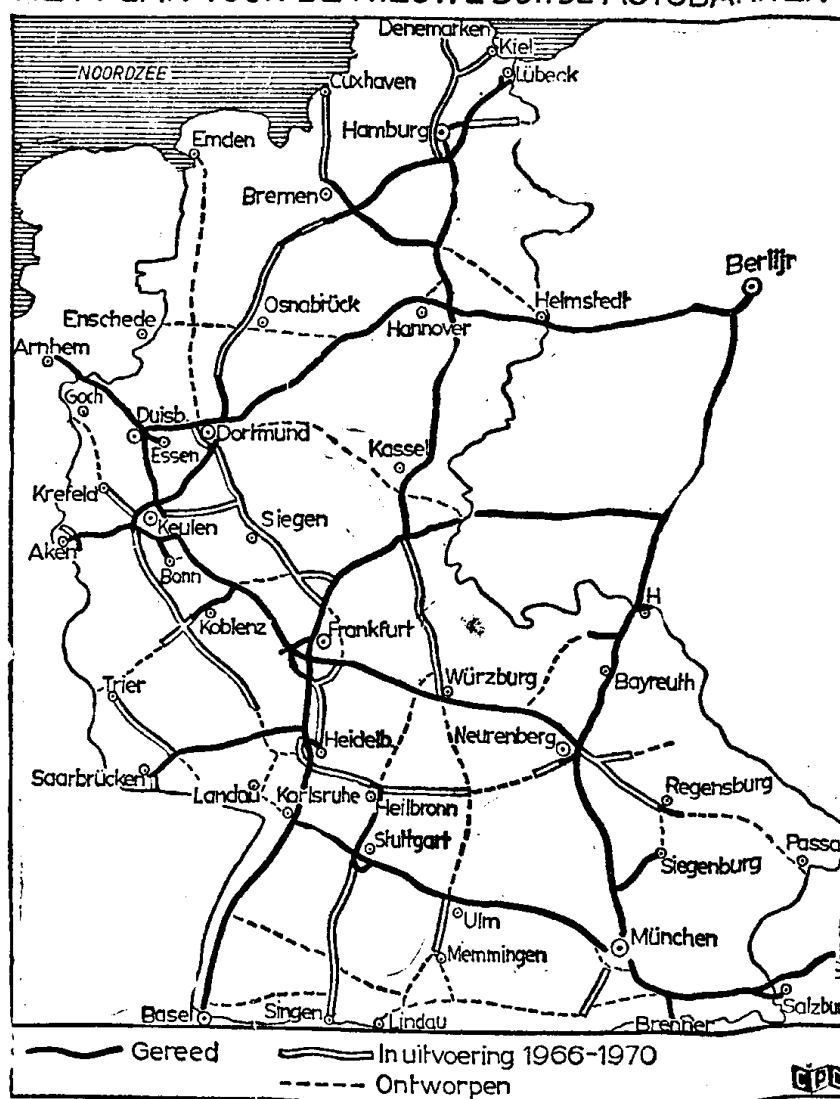 Denemarken
Kiel
NOORDZEE
Lübeck
Cuxhaven
Hamburg
Emden
Bremen
Berlijn
Osnabrück
Helmstedt
Enschede
Hannover
Arnhem
Goch
Duisb.
Dortmund
Essen
Kassel
Krefeld
Keulen
Siegen
Aken
Bonn
H
Koblenz
Frankfurt
Trier
Würzburg
Bayreuth
Heidelb.
Neurenberg
Saarbrücken
Landau
Karlsruhe
Heilbronn
Regensburg
Stuttgart
Passa
Siegenburg
Ulm
München
Memmingen
Salzbur
Basel
Singen
Lindau
Brenner
Gereed
In uitvoering 1966-1970
Ontworpen